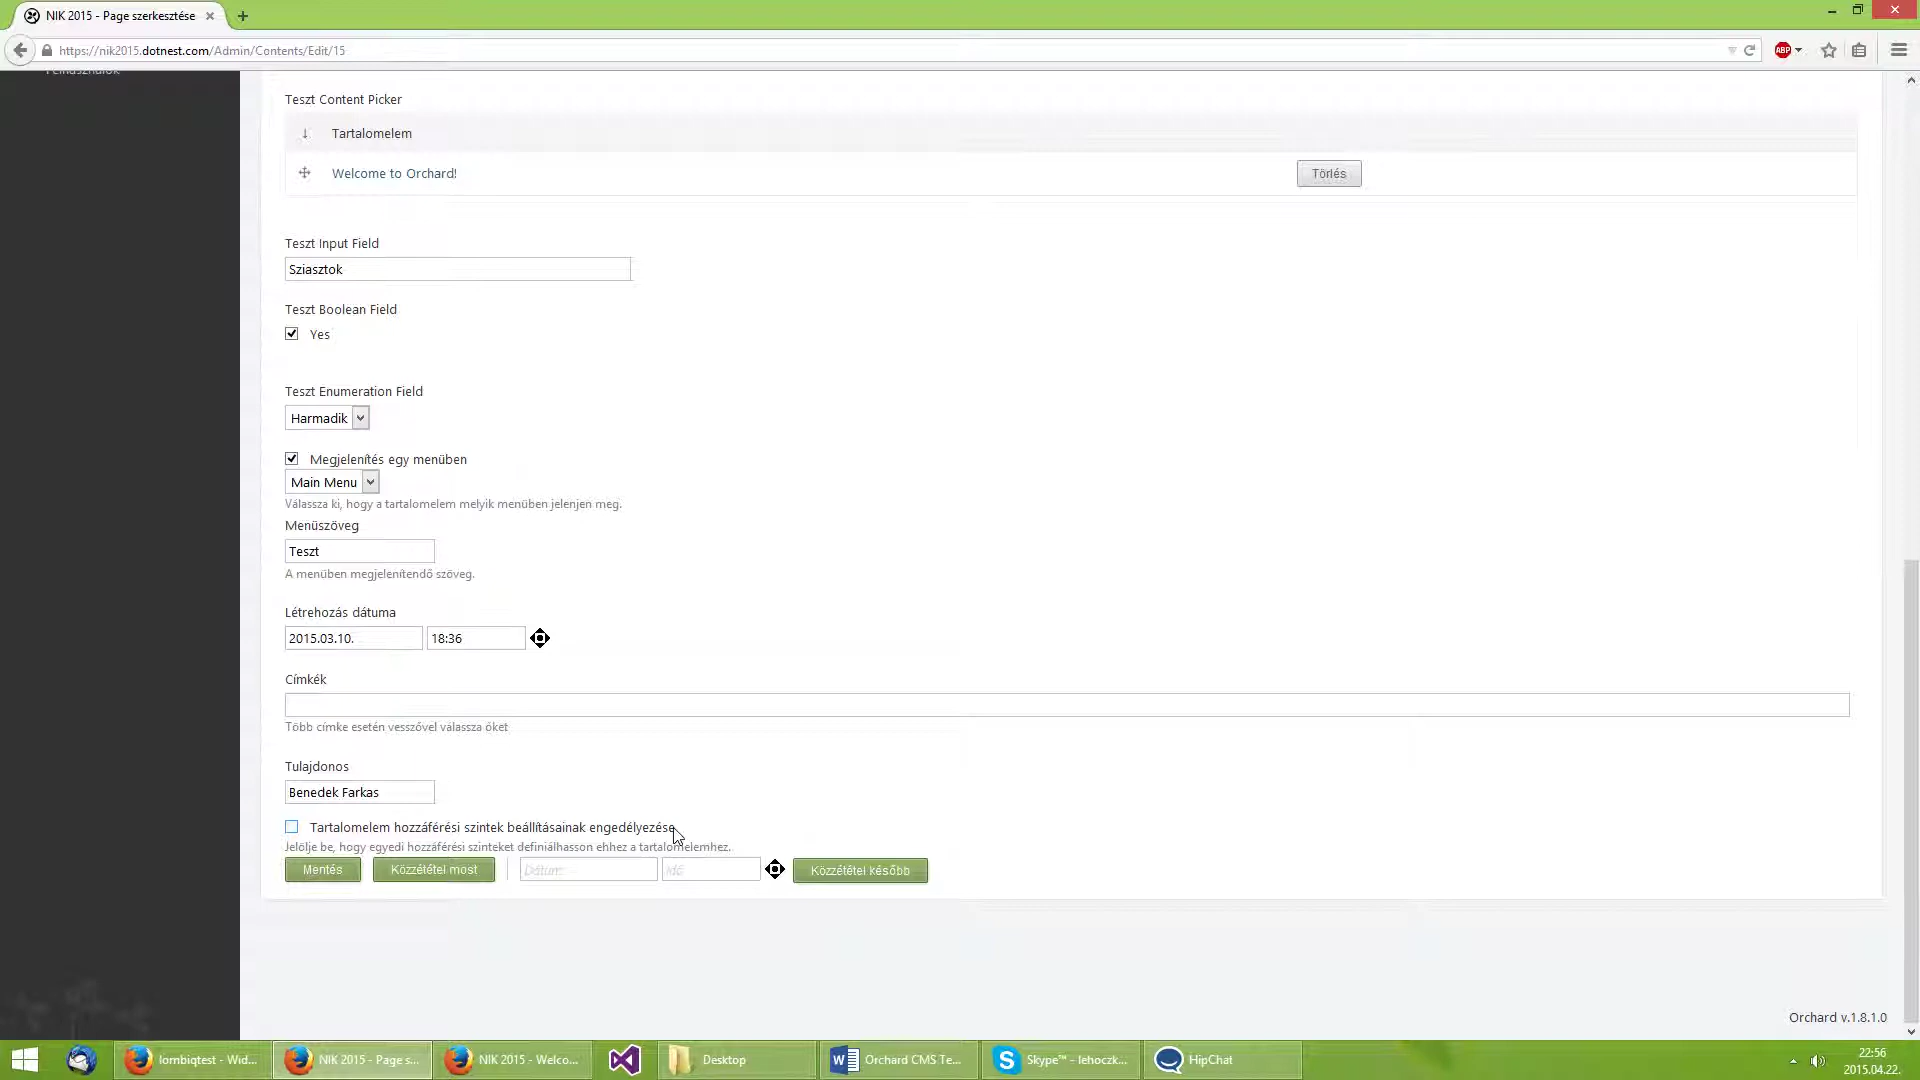 NIK 2015 - Page szerkesztése
https://nik2015.dotnest.com/Admin/Contents/Edit/15
ABP
Felhasználók
Teszt Content Picker
Tartalomelem
Welcome to Orchard!
Törlés
Teszt Input Field
Sziasztok
Teszt Boolean Field
Yes
Teszt Enumeration Field
Harmadik
Megjelenítés egy menüben
Main Menu
Válassza ki, hogy a tartalomelem melyik menüben jelenjen meg.
Menüszöveg
Teszt
A menüben megjelenítendő szöveg.
Létrehozás dátuma
2015.03.10. 18:36
Címkék
Több címke esetén vesszővel válassza őket
Tulajdonos
Benedek Farkas
Tartalomelem hozzáférési szintek beállításainak engedélyezése
Jelölje be, hogy egyedi hozzáférési szinteket definiálhasson ehhez a tartalomelemhez.
Mentés Közzététel most Dátum: Idő Közzététel később
Orchard v.1.8.1.0
lombiqtest - Wid... NIK 2015 - Page s... NIK 2015 - Welco... Desktop Orchard CMS Te... Skype™ - lehoczk... HipChat 22:56
2015.04.22.